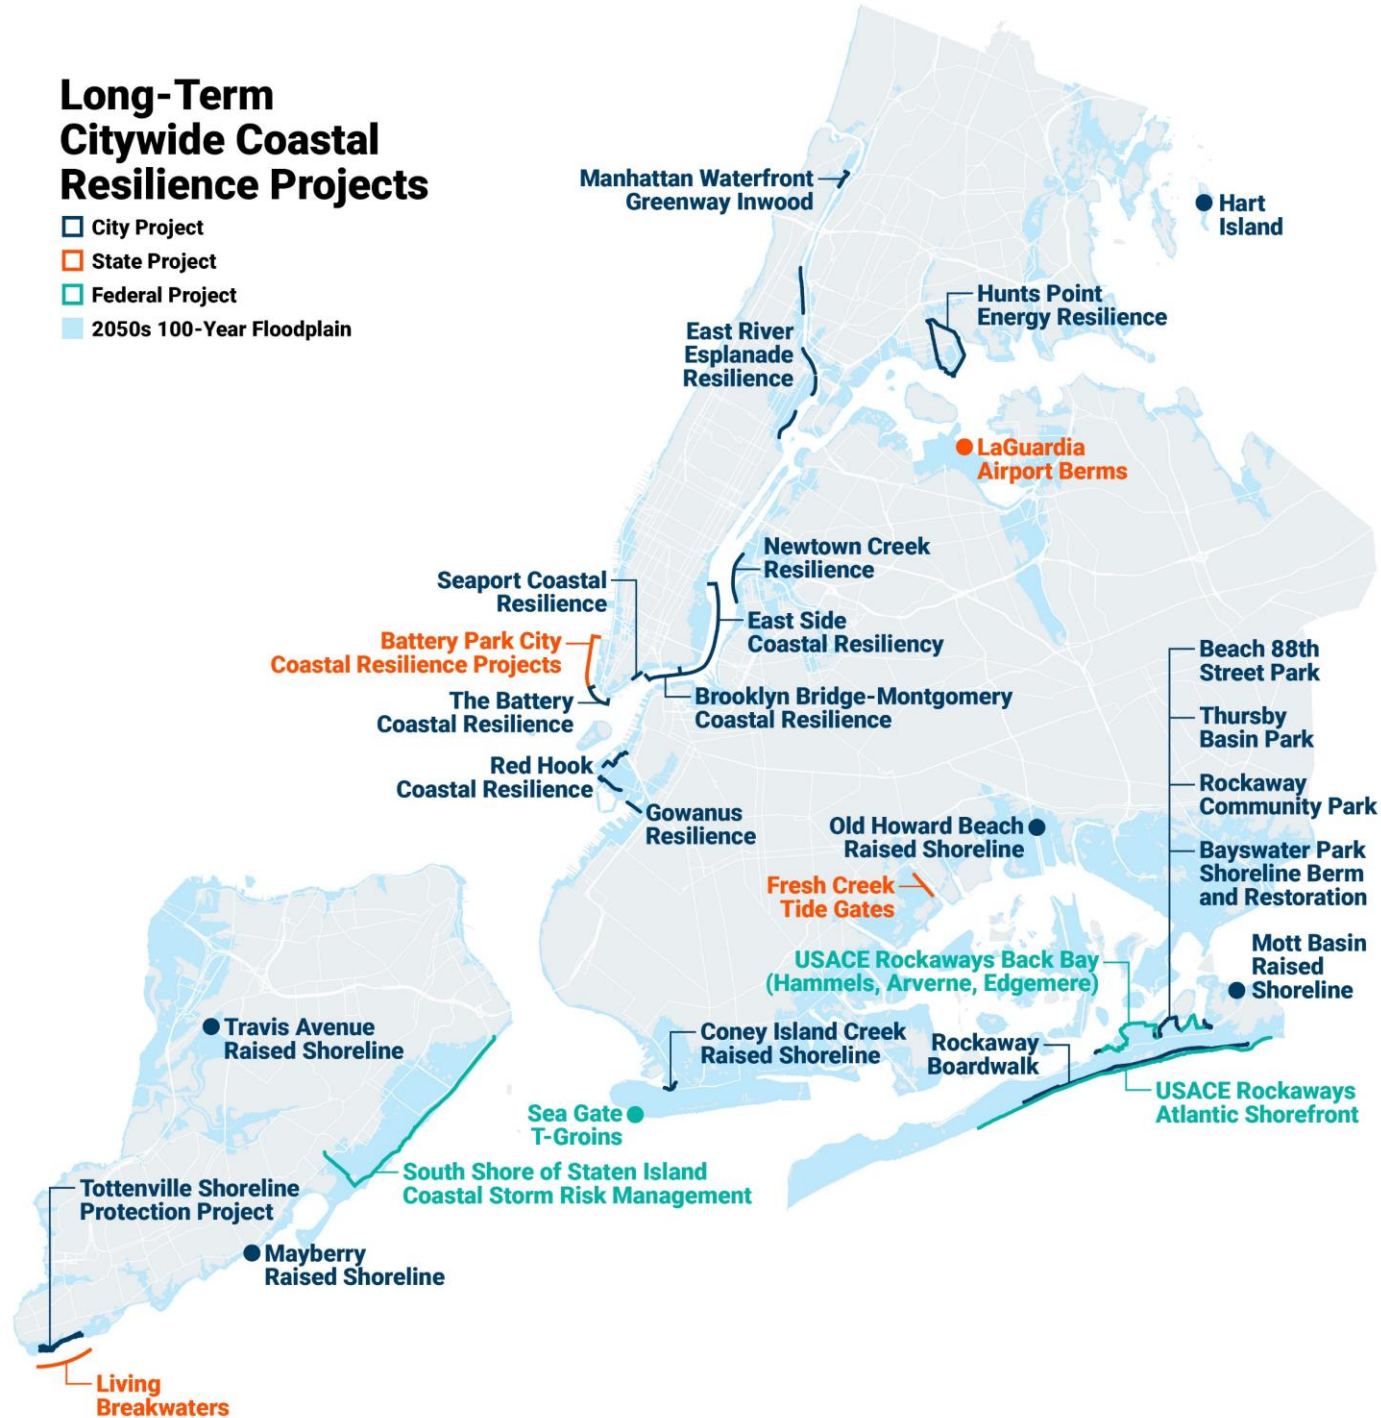 Long-Term
Citywide Coastal
Resilience Projects
City Project
State Project
Federal Project
2050s 100-Year Floodplain
Manhattan Waterfront
Greenway Inwood
Hart
Island
Hunts Point
Energy Resilience
East River
Esplanade
Resilience
LaGuardia
Airport Berms
Newtown Creek
Resilience
Seaport Coastal
Resilience
East Side
Coastal Resiliency
Battery Park City
Coastal Resilience Projects
The Battery
Coastal Resilience
Brooklyn Bridge-Montgomery
Coastal Resilience
Beach 88th
Street Park
Thursby
Basin Park
Rockaway
Community Park
Bayswater Park
Shoreline Berm
and Restoration
Red Hook
Coastal Resilience
Gowanus
Resilience
Old Howard Beach
Raised Shoreline
Fresh Creek
Tide Gates
Mott Basin
Raised
Shoreline
USACE Rockaways Back Bay
(Hammels, Arverne, Edgemere)
Travis Avenue
Raised Shoreline
Coney Island Creek
Raised Shoreline
Rockaway
Boardwalk
USACE Rockaways
Atlantic Shorefront
Sea Gate
T-Groins
South Shore of Staten Island
Coastal Storm Risk Management
Tottenville Shoreline
Protection Project
Mayberry
Raised Shoreline
Living
Breakwaters